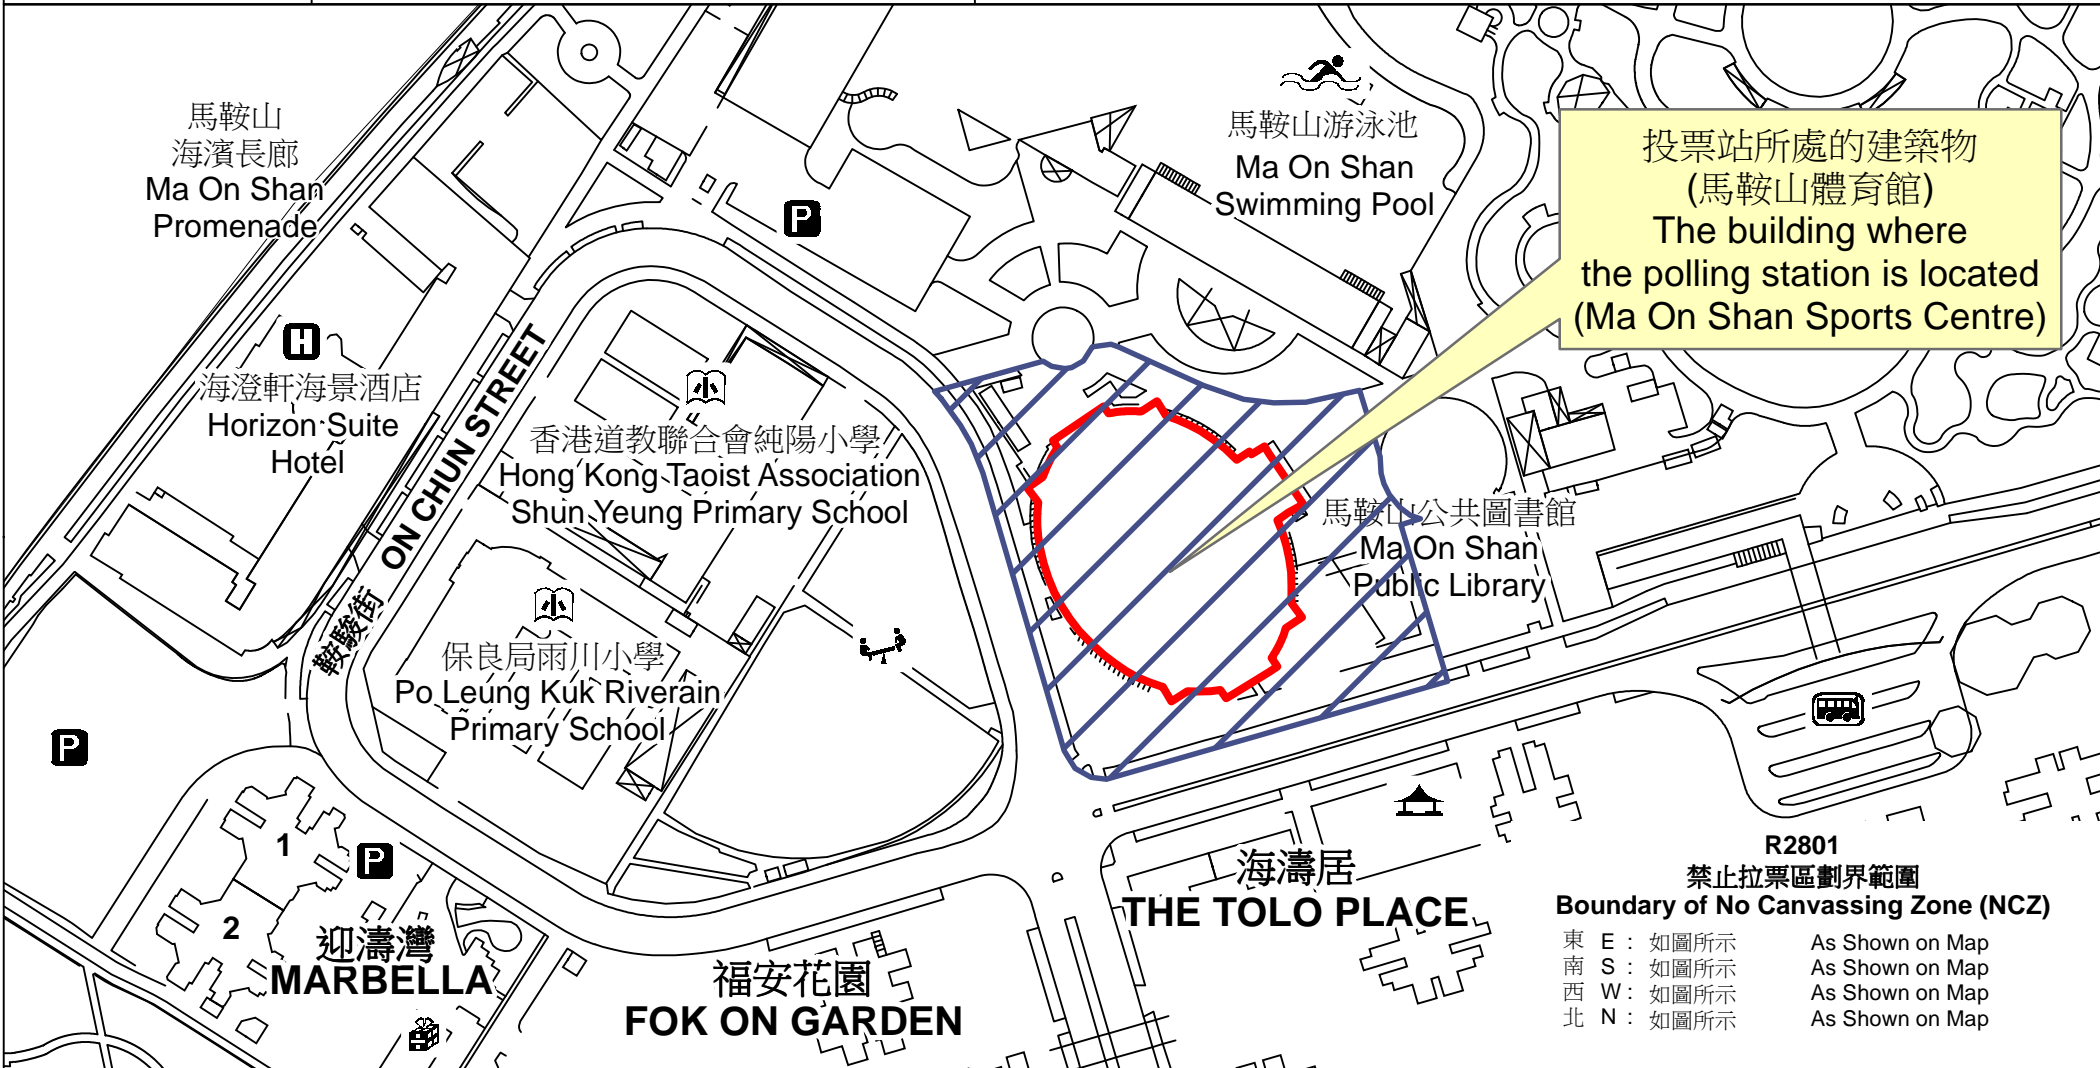 馬鞍山
海濱長廊
Ma On Shan
Promenade
馬鞍山游泳池
Ma On Shan
Swimming Pool
投票站所處的建築物
(馬鞍山體育館)
The building where
the polling station is located
(Ma On Shan Sports Centre)
P
H
海澄軒海景酒店
Horizon Suite
Hotel
鞍駿街 ON CHUN STREET
香港道教聯合會純陽小學
Hong Kong Taoist Association
Shun Yeung Primary School
馬鞍山公共圖書館
Ma On Shan
Public Library
保良局雨川小學
Po Leung Kuk Riverain
Primary School
P
1
P
2
迎濤灣
MARBELLA
福安花園
FOK ON GARDEN
海濤居
THE TOLO PLACE
R2801
禁止拉票區劃界範圍
Boundary of No Canvassing Zone (NCZ)
東 E : 如圖所示 As Shown on Map
南 S : 如圖所示 As Shown on Map
西 W : 如圖所示 As Shown on Map
北 N : 如圖所示 As Shown on Map